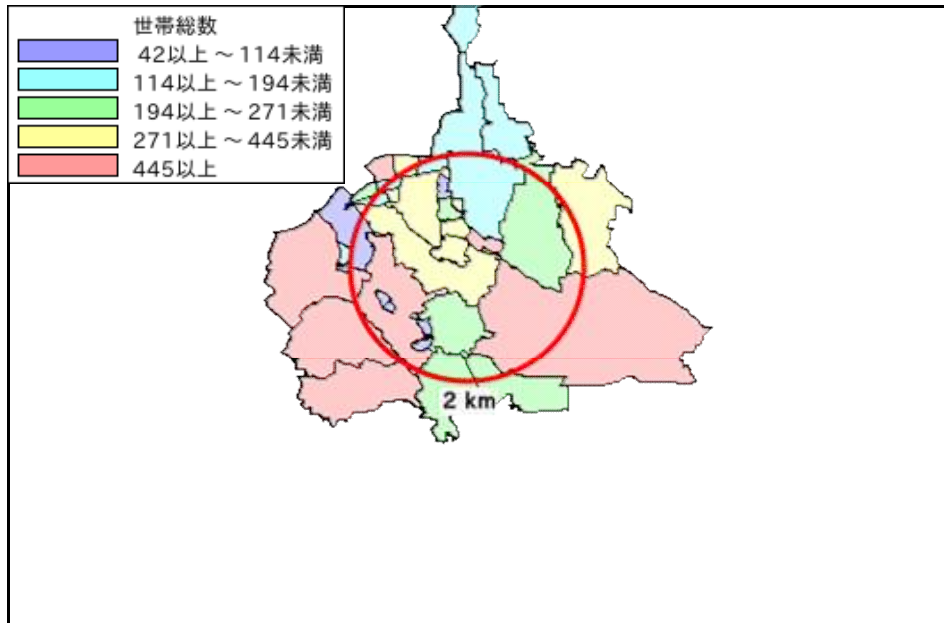 世帯総数
42以上 ～ 114未満
114以上 ～ 194未満
194以上 ～ 271未満
271以上 ～ 445未満
445以上
2 km